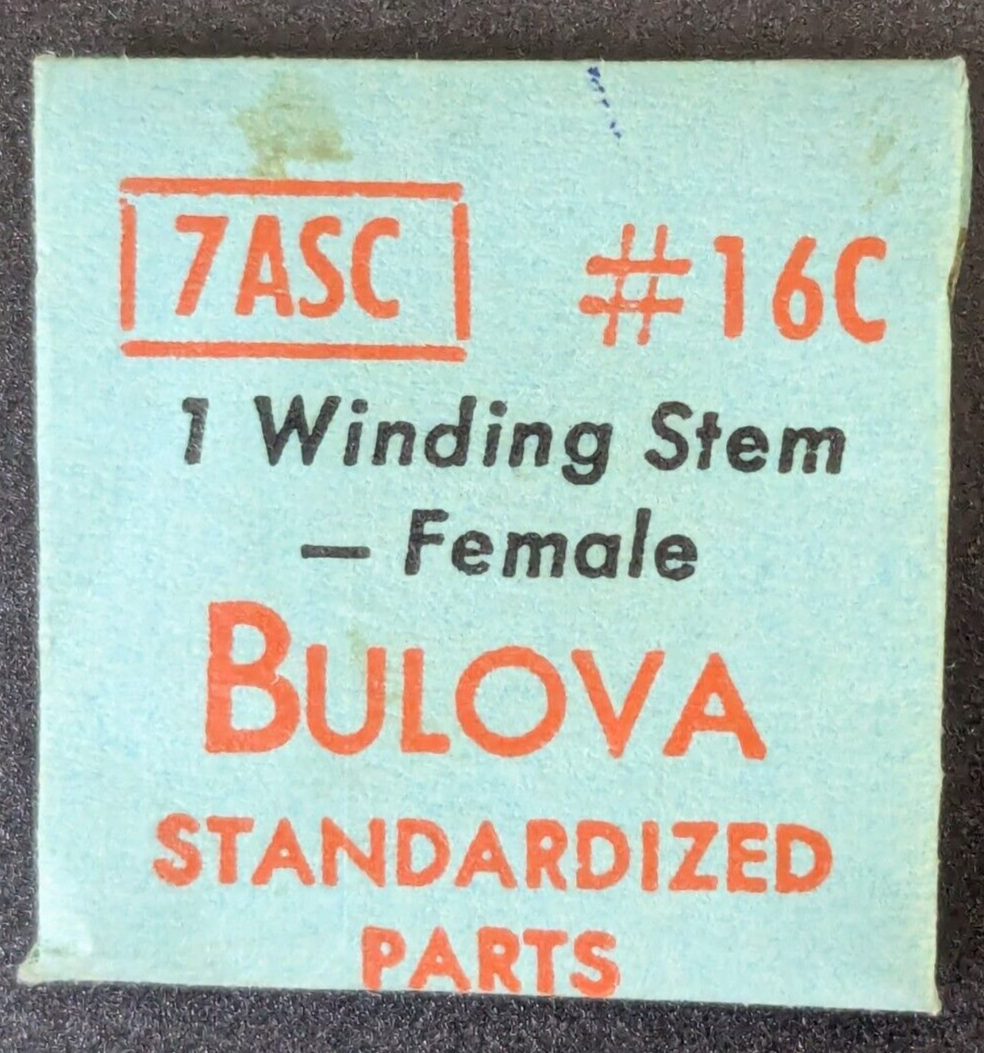 7ASC #16C
1 Winding Stem
— Female
BULOVA
STANDARDIZED
PARTS